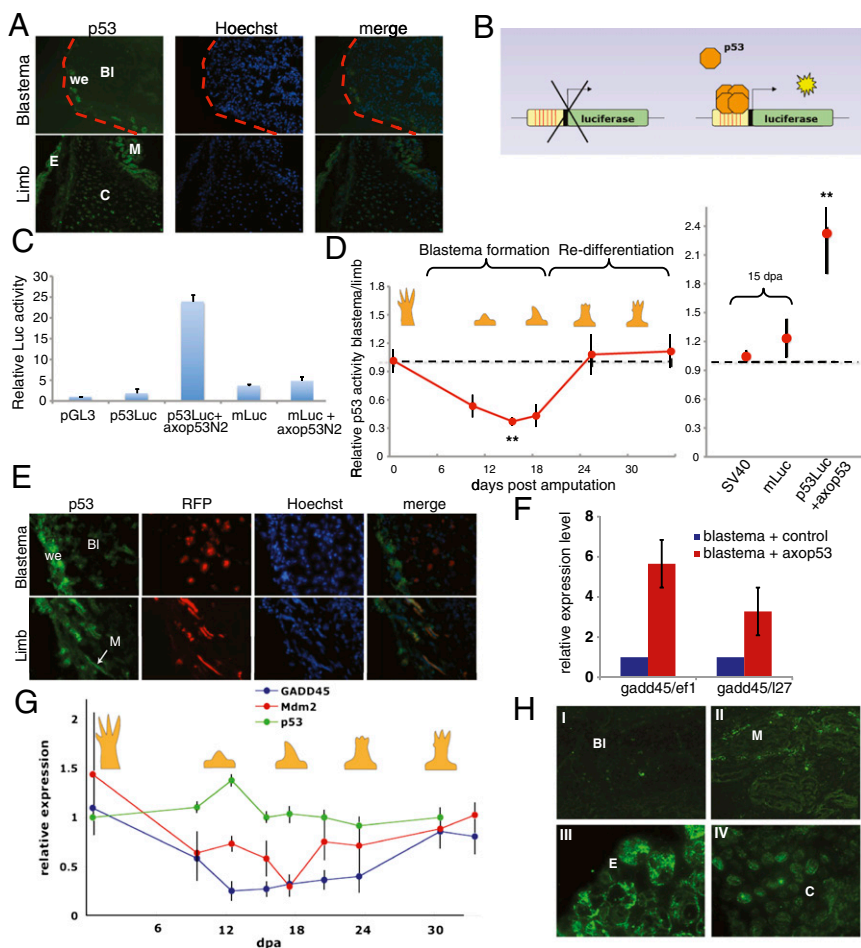 A
p53
Hoechst
merge
Blastema
Bl
we
Limb
E
M
C
B
p53
luciferase
luciferase
C
Relative Luc activity
30
25
20
15
10
5
0
pGL3
p53Luc
p53Luc+
axop53N2
mLuc
mLuc +
axop53N2
D
Blastema formation
Re-differentiation
Relative p53 activity blastema/limb
1.8
1.5
1.2
0.9
0.6
0.3
0
**
0
6
12
18
24
30
days post amputation
2.4
2.1
1.8
1.5
1.2
0.9
0.6
0.3
0
**
15 dpa
SV40
mLuc
p53Luc
+axop53
E
p53
RFP
Hoechst
merge
Blastema
we
Bl
Limb
M
F
relative expression level
8
6
4
2
0
blastema + control
blastema + axop53
gadd45/ef1
gadd45/l27
G
GADD45
Mdm2
p53
relative expression
2
1.5
1
0.5
0
6
12
18
24
30
dpa
H
I
Bl
II
M
III
E
IV
C